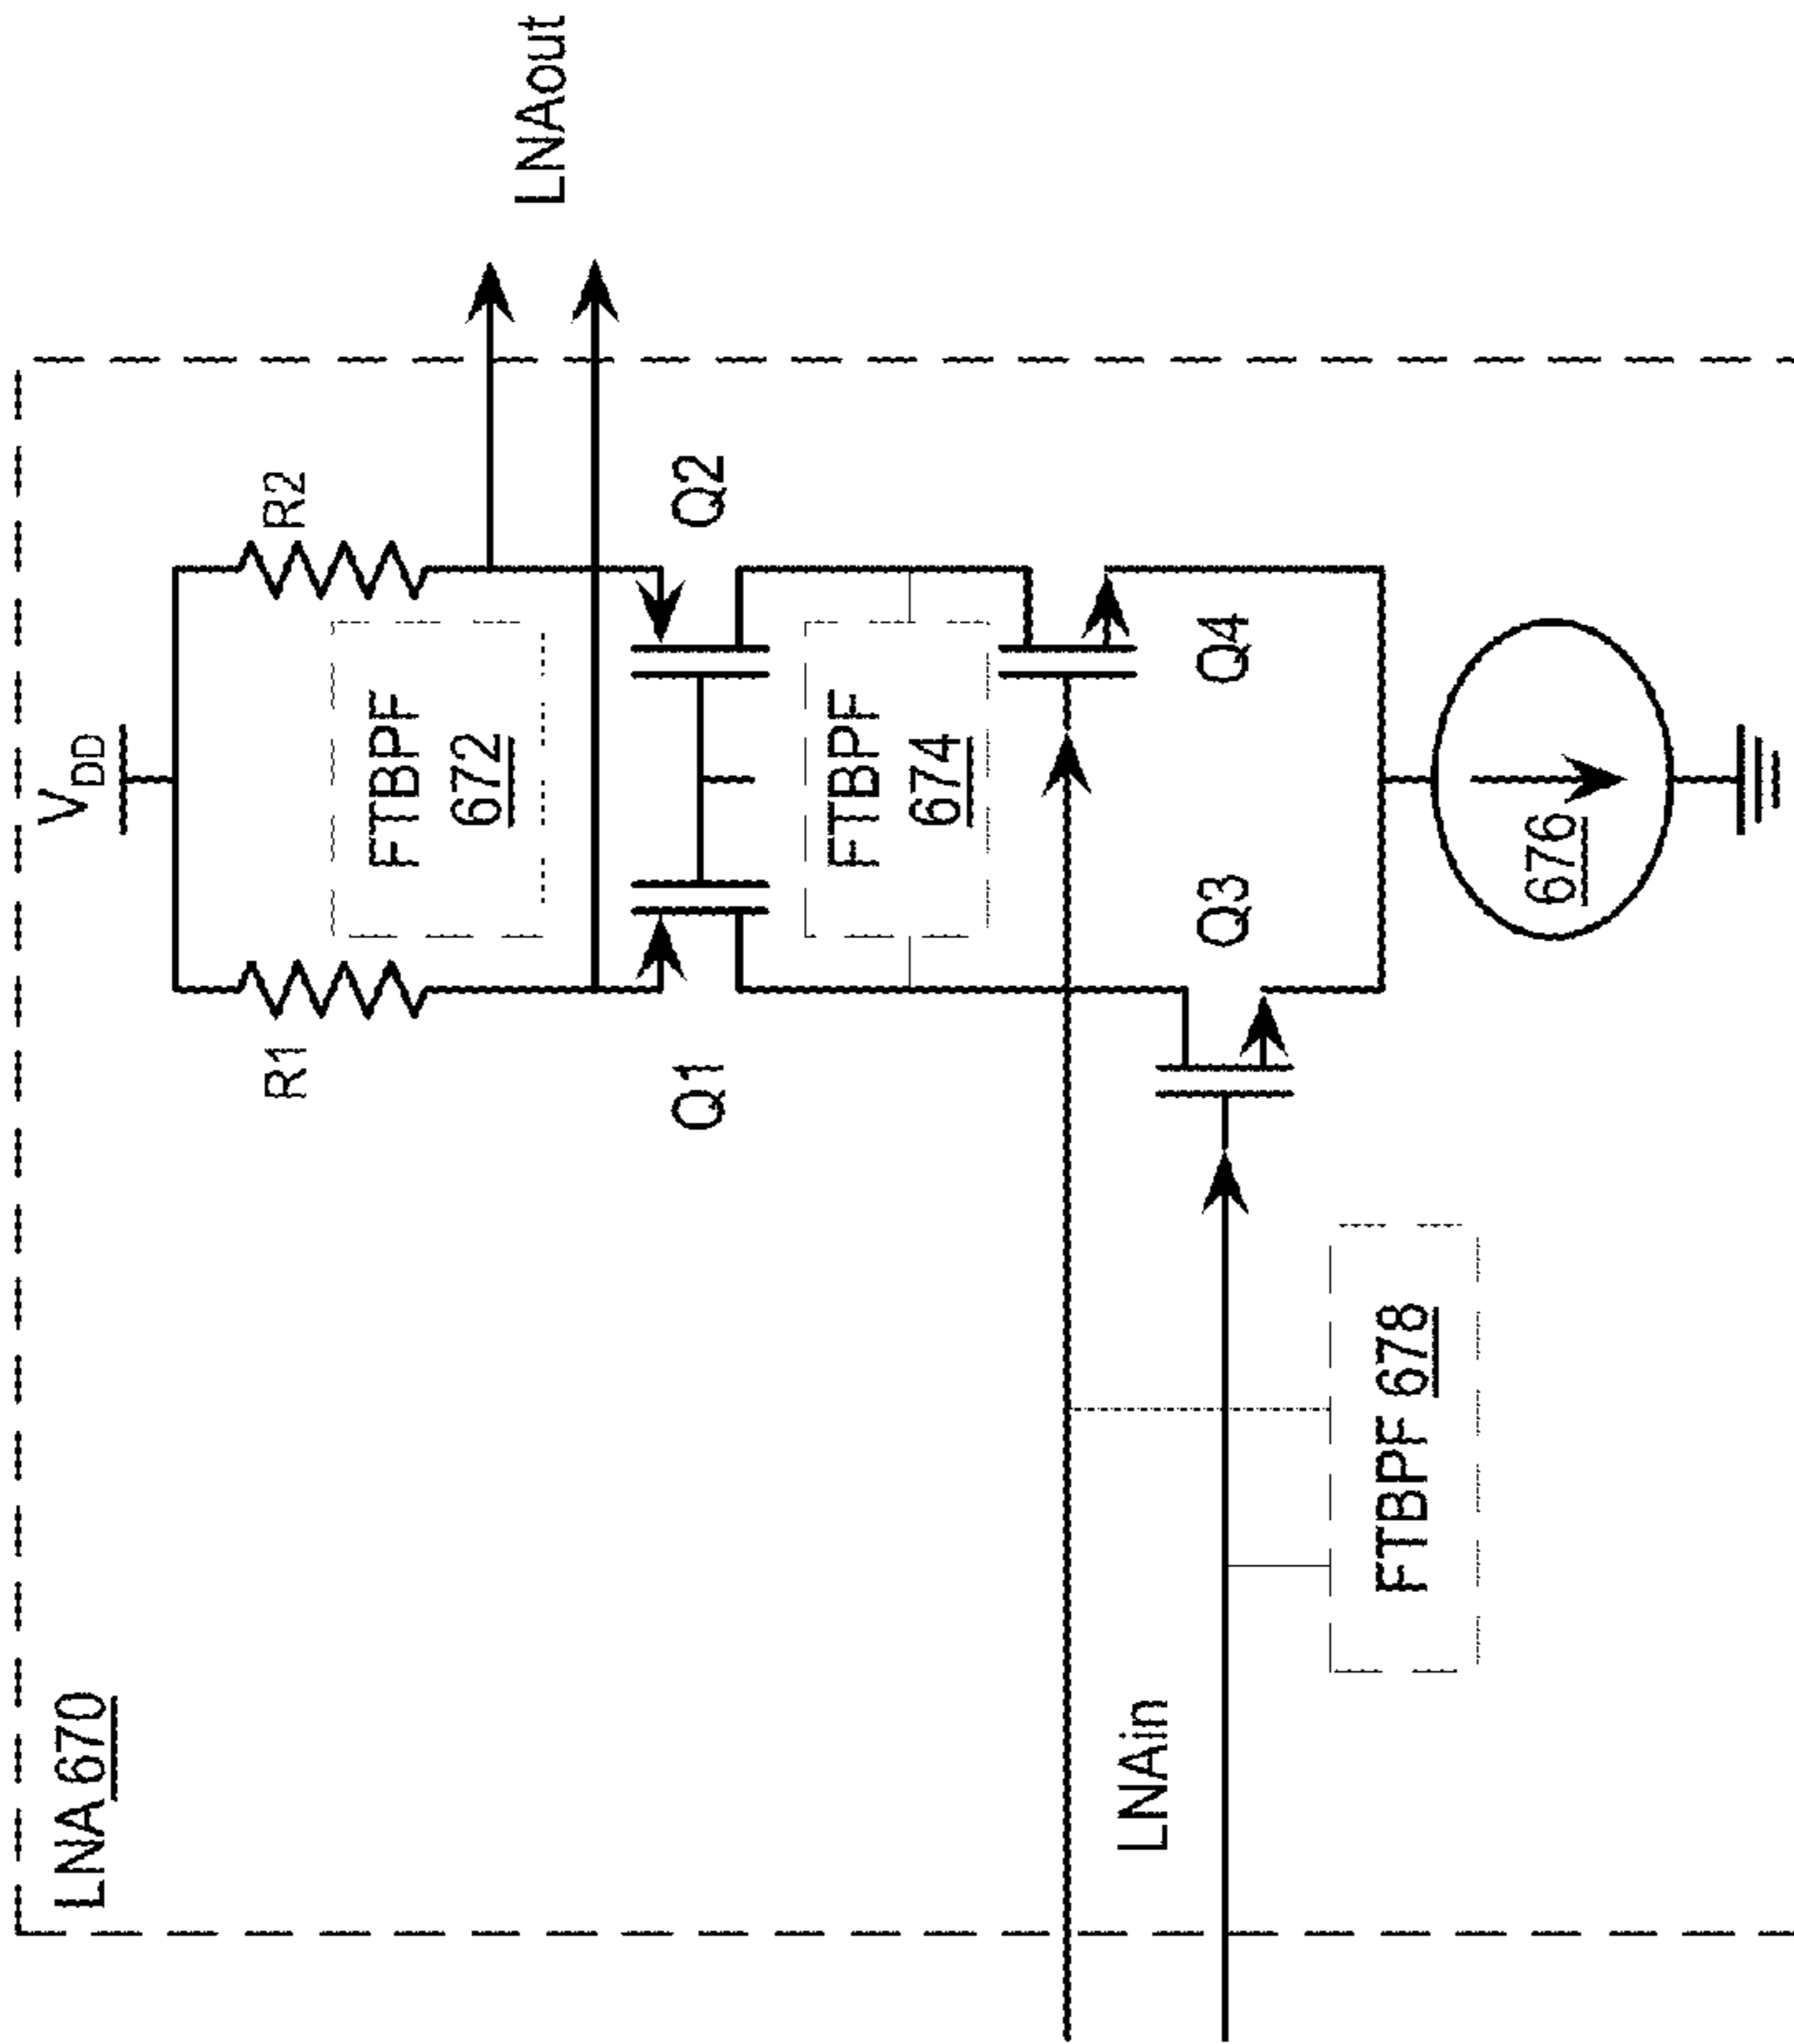 LNA 670
VDD
R1
R2
FTBPF
672
LNAout
Q1
Q2
FTBPF
674
LNAin
Q3
Q4
FTBPF 678
676